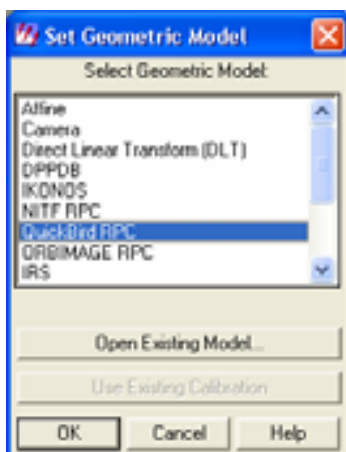 Set Geometric Model
Select Geometric Model:
Affine
Camera
Direct Linear Transform (DLT)
DPPDB
IKONOS
NITF RPC
QuickBird RPC
ORBIMAGE RPC
IRS
Open Existing Model...
Use Existing Calibration
OK Cancel Help